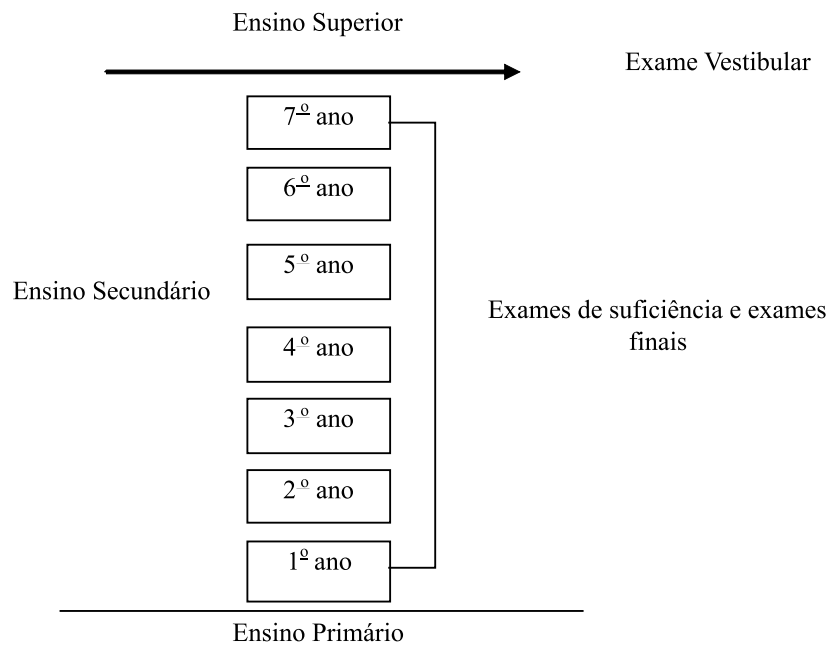 Ensino Superior
Exame Vestibular
7º ano
6º ano
5º ano
Ensino Secundário
Exames de suficiência e exames
finais
4º ano
3º ano
2º ano
1º ano
Ensino Primário